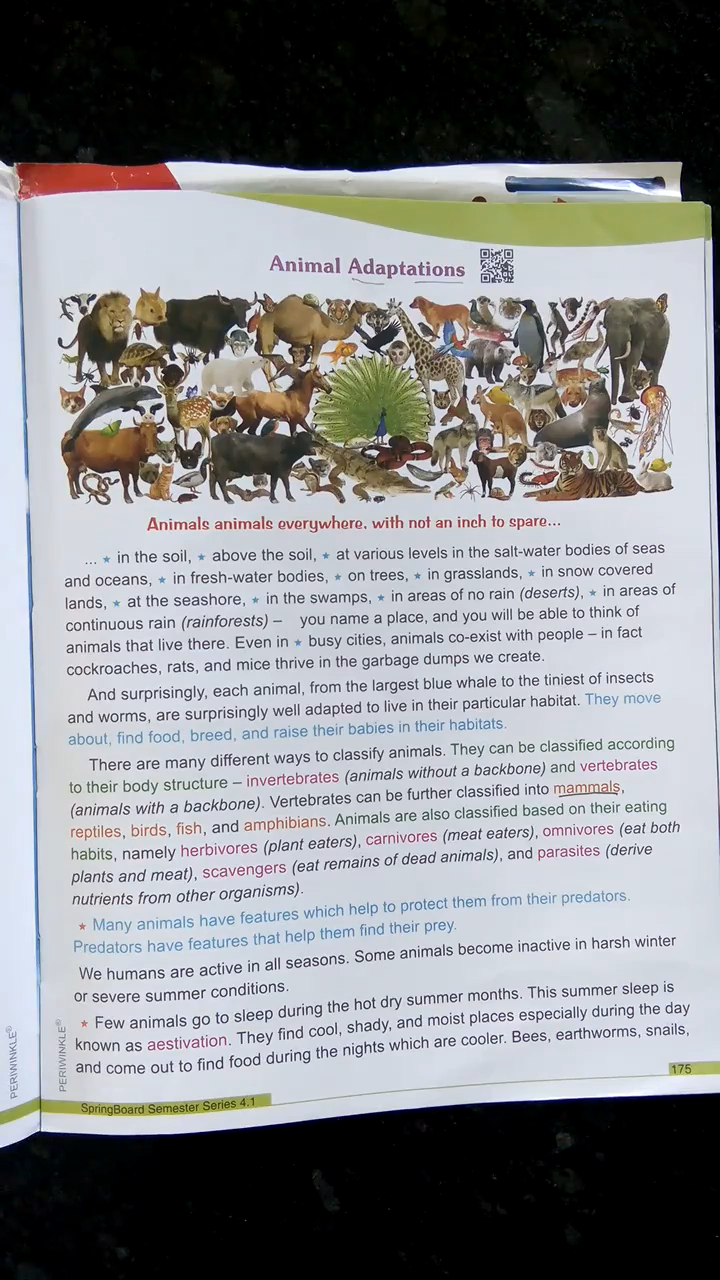 Animal Adaptations
Animals animals everywhere, with not an inch to spare...
... ★ in the soil, ★ above the soil, ★ at various levels in the salt-water bodies of seas
and oceans, ★ in fresh-water bodies, ★ on trees, ★ in grasslands, ★ in snow covered
lands, ★ at the seashore, ★ in the swamps, ★ in areas of no rain (deserts), ★ in areas of
continuous rain (rainforests) – you name a place, and you will be able to think of
animals that live there. Even in ★ busy cities, animals co-exist with people – in fact
cockroaches, rats, and mice thrive in the garbage dumps we create.
And surprisingly, each animal, from the largest blue whale to the tiniest of insects
and worms, are surprisingly well adapted to live in their particular habitat. They move
about, find food, breed, and raise their babies in their habitats.
There are many different ways to classify animals. They can be classified according
to their body structure – invertebrates (animals without a backbone) and vertebrates
(animals with a backbone). Vertebrates can be further classified into mammals,
reptiles, birds, fish, and amphibians. Animals are also classified based on their eating
habits, namely herbivores (plant eaters), carnivores (meat eaters), omnivores (eat both
plants and meat), scavengers (eat remains of dead animals), and parasites (derive
nutrients from other organisms).
★ Many animals have features which help to protect them from their predators.
Predators have features that help them find their prey.
We humans are active in all seasons. Some animals become inactive in harsh winter
or severe summer conditions.
★ Few animals go to sleep during the hot dry summer months. This summer sleep is
known as aestivation. They find cool, shady, and moist places especially during the day
and come out to find food during the nights which are cooler. Bees, earthworms, snails,
175
SpringBoard Semester Series 4.1
PERIWINKLE®
PERIWINKLE®